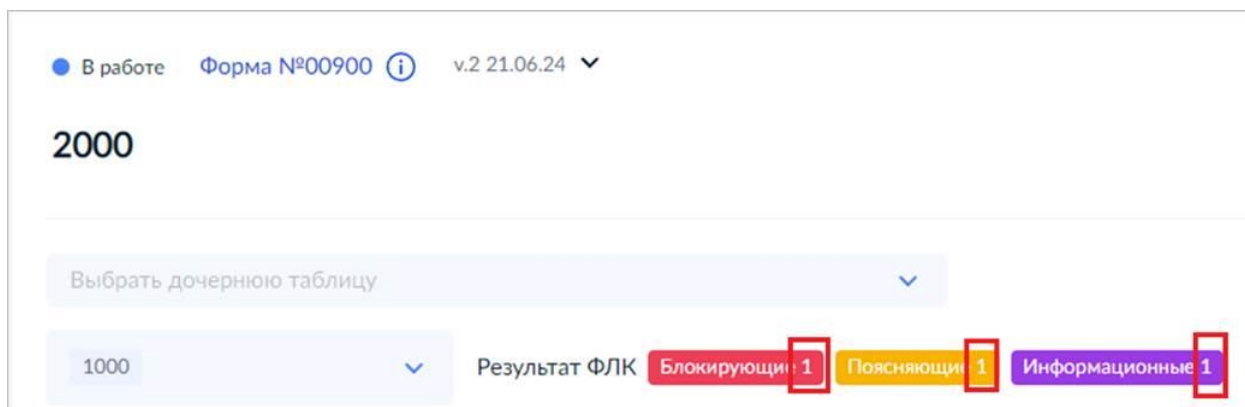 В работе Форма №00900 v.2 21.06.24
2000
Выбрать дочернюю таблицу
1000 Результат ФЛК Блокирующие 1 Поясняющие 1 Информационные 1